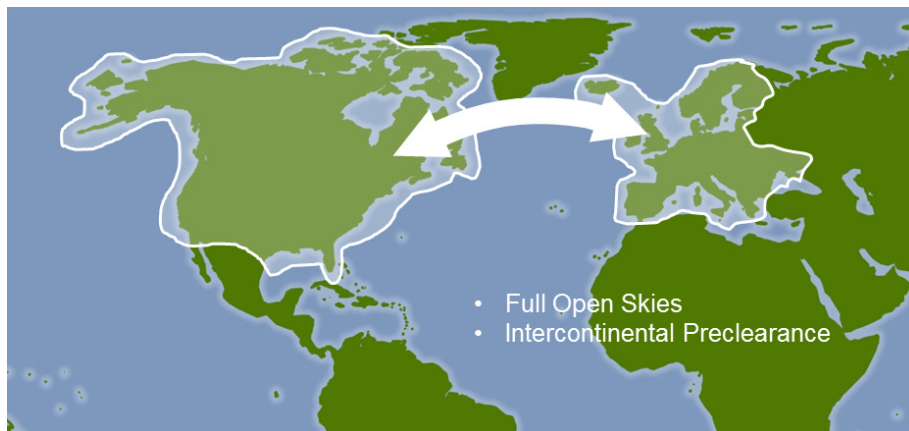 • Full Open Skies
• Intercontinental Preclearance